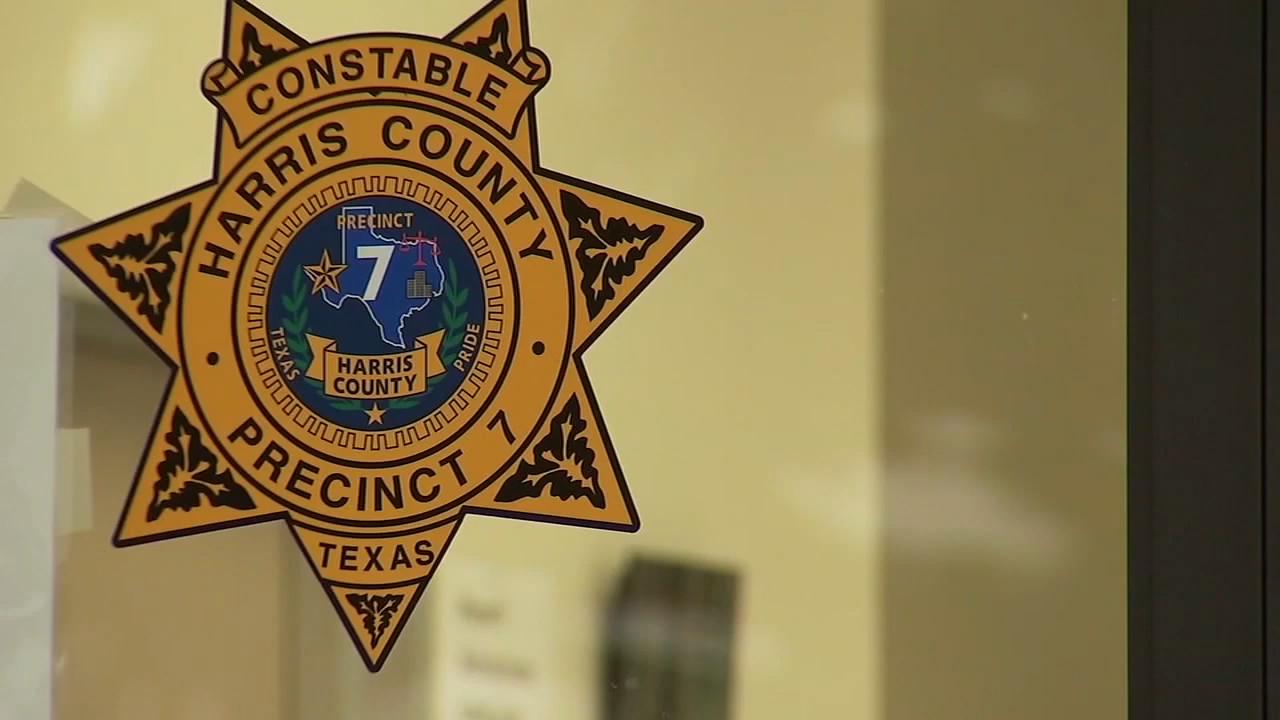 CONSTABLE
HARRIS COUNTY
PRECINCT
7
TEXAS PRIDE
HARRIS
COUNTY
PRECINCT 7
TEXAS